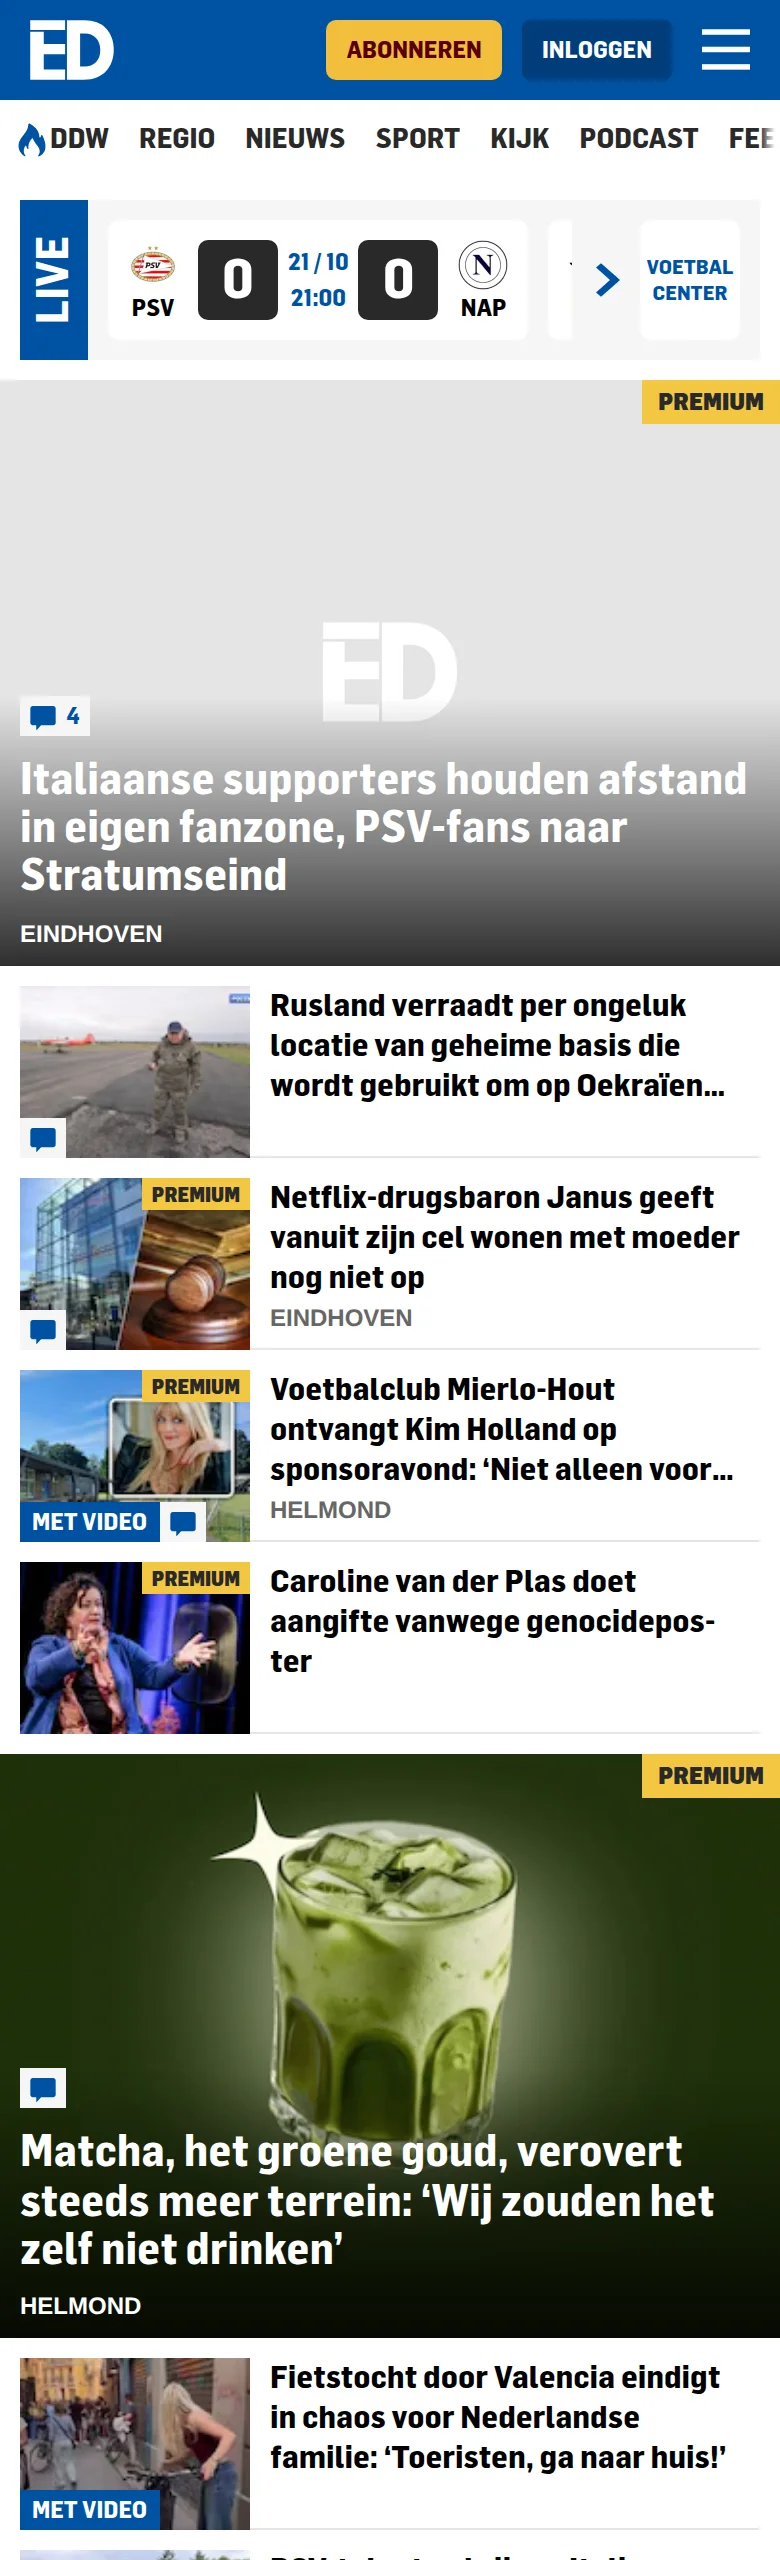 ED
ABONNEREN
INLOGGEN
DDW REGIO NIEUWS SPORT KIJK PODCAST
LIVE
PSV
PSV
0
21 / 10
21:00
0
N
NAP
VOETBAL
CENTER
PREMIUM
ED
4
Italiaanse supporters houden afstand
in eigen fanzone, PSV-fans naar
Stratumseind
EINDHOVEN
Rusland verraadt per ongeluk
locatie van geheime basis die
wordt gebruikt om op Oekraïen...
PREMIUM
Netflix-drugsbaron Janus geeft
vanuit zijn cel wonen met moeder
nog niet op
EINDHOVEN
PREMIUM
MET VIDEO
Voetbalclub Mierlo-Hout
ontvangt Kim Holland op
sponsoravond: ‘Niet alleen voor...
HELMOND
PREMIUM
Caroline van der Plas doet
aangifte vanwege genocidepos-
ter
PREMIUM
Matcha, het groene goud, verovert
steeds meer terrein: ‘Wij zouden het
zelf niet drinken’
HELMOND
MET VIDEO
Fietstocht door Valencia eindigt
in chaos voor Nederlandse
familie: ‘Toeristen, ga naar huis!’